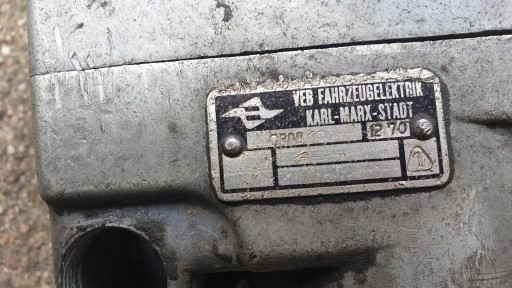 VEB FAHRZEUGELEKTRIK
KARL-MARX-STADT
12 70